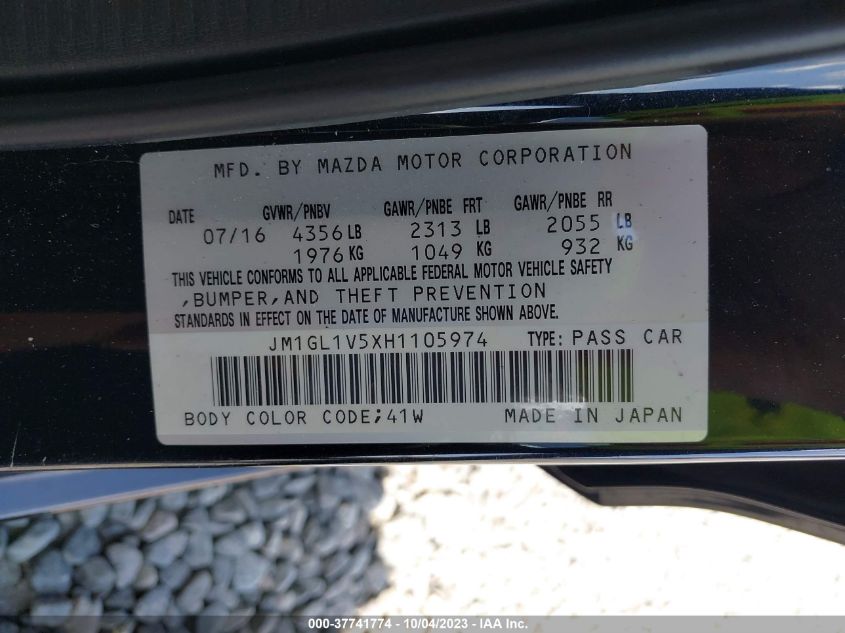 MFD. BY MAZDA MOTOR CORPORATION
DATE GVWR/PNBV GAWR/PNBE FRT GAWR/PNBE RR
07/16 4356 LB 2313 LB 2055 LB
1976 KG 1049 KG 932 KG
THIS VEHICLE CONFORMS TO ALL APPLICABLE FEDERAL MOTOR VEHICLE SAFETY
,BUMPER,AND THEFT PREVENTION
STANDARDS IN EFFECT ON THE DATE OF MANUFACTURE SHOWN ABOVE.
JM1GL1V5XH1105974 TYPE: PASS CAR
BODY COLOR CODE;41W MADE IN JAPAN
000-37741774 - 10/04/2023 - IAA Inc.